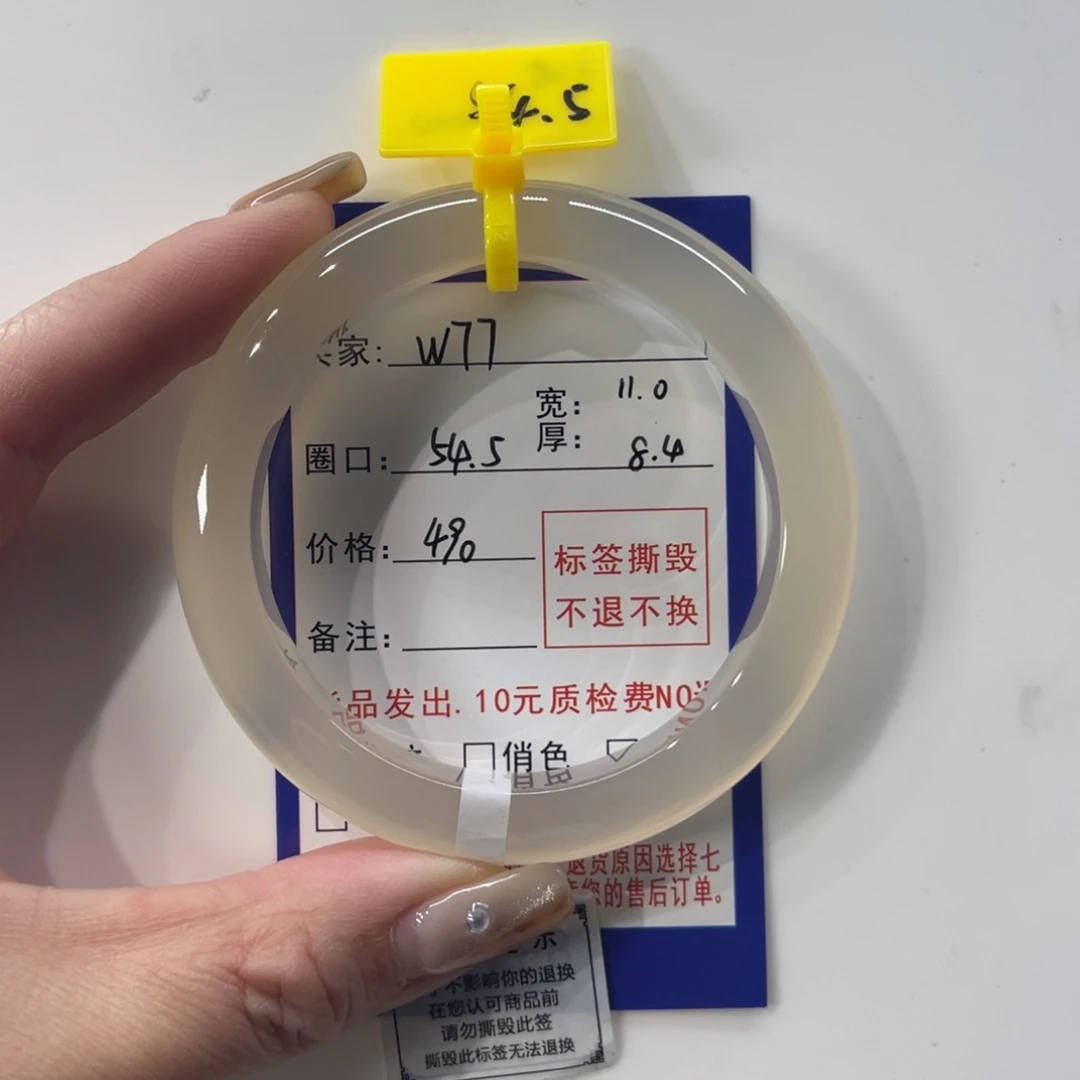 54.5
家: W77
宽: 11.0
厚: 8.4
圈口: 54.5
价格: 490
标签撕毁
不退不换
备注:
品发出.10元质检费NO
俏色
退货原因选择七
您的售后订单。
不影响你的退换
在您认可商品前
请勿撕毁此签
撕毁此标签无法退换